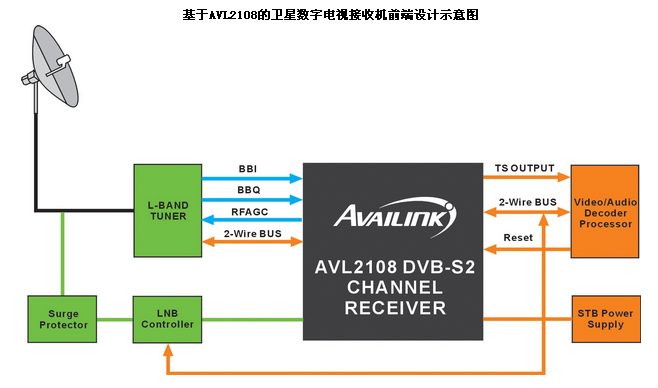 基于AVL2108的卫星数字电视接收机前端设计示意图
BBI
BBQ
RFAGC
2-Wire BUS
L-BAND
TUNER
AVAILINK
AVL2108 DVB-S2
CHANNEL
RECEIVER
TS OUTPUT
2-Wire BUS
Reset
Video/Audio
Decoder
Processor
Surge
Protector
LNB
Controller
STB Power
Supply